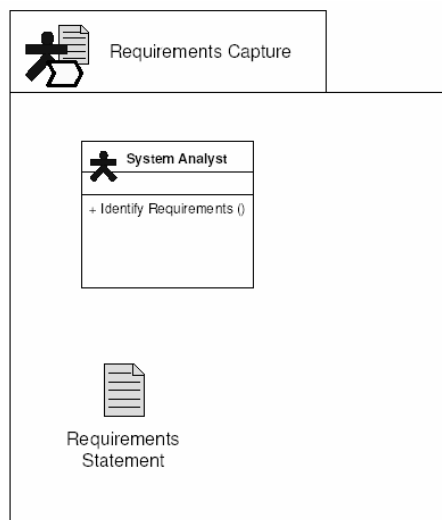 Requirements Capture
System Analyst
+ Identify Requirements ()
Requirements
Statement